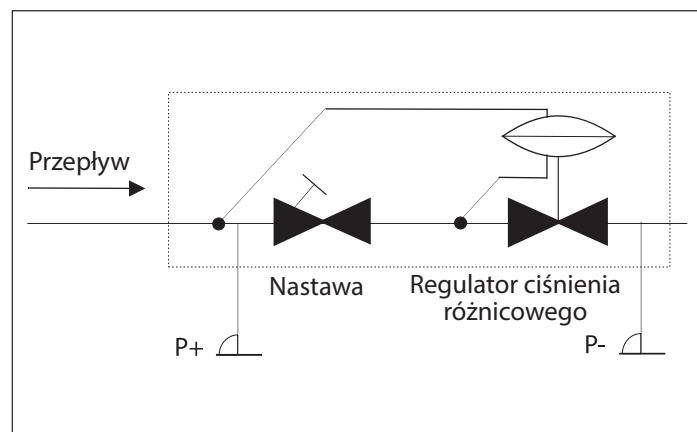 Przepływ
Nastawa
Regulator ciśnienia
różnicowego
P+
P-